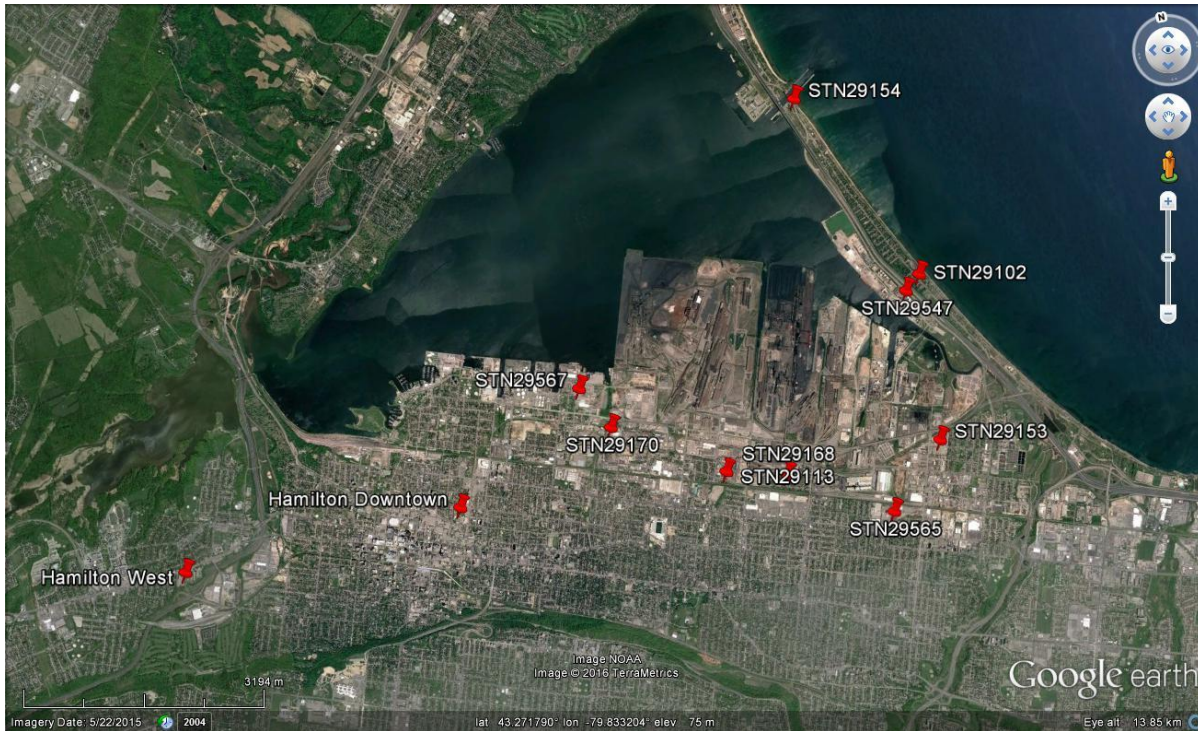 N
STN29154
STN29102
STN29547
STN29567
STN29170
STN29153
STN29168
STN29113
Hamilton Downtown
STN29565
Hamilton West
Image NOAA
Image © 2016 TerraMetrics
Google earth
3194 m
Imagery Date: 5/22/2015 2004 lat 43.271790° lon -79.833204° elev 75 m Eye alt 13.85 km